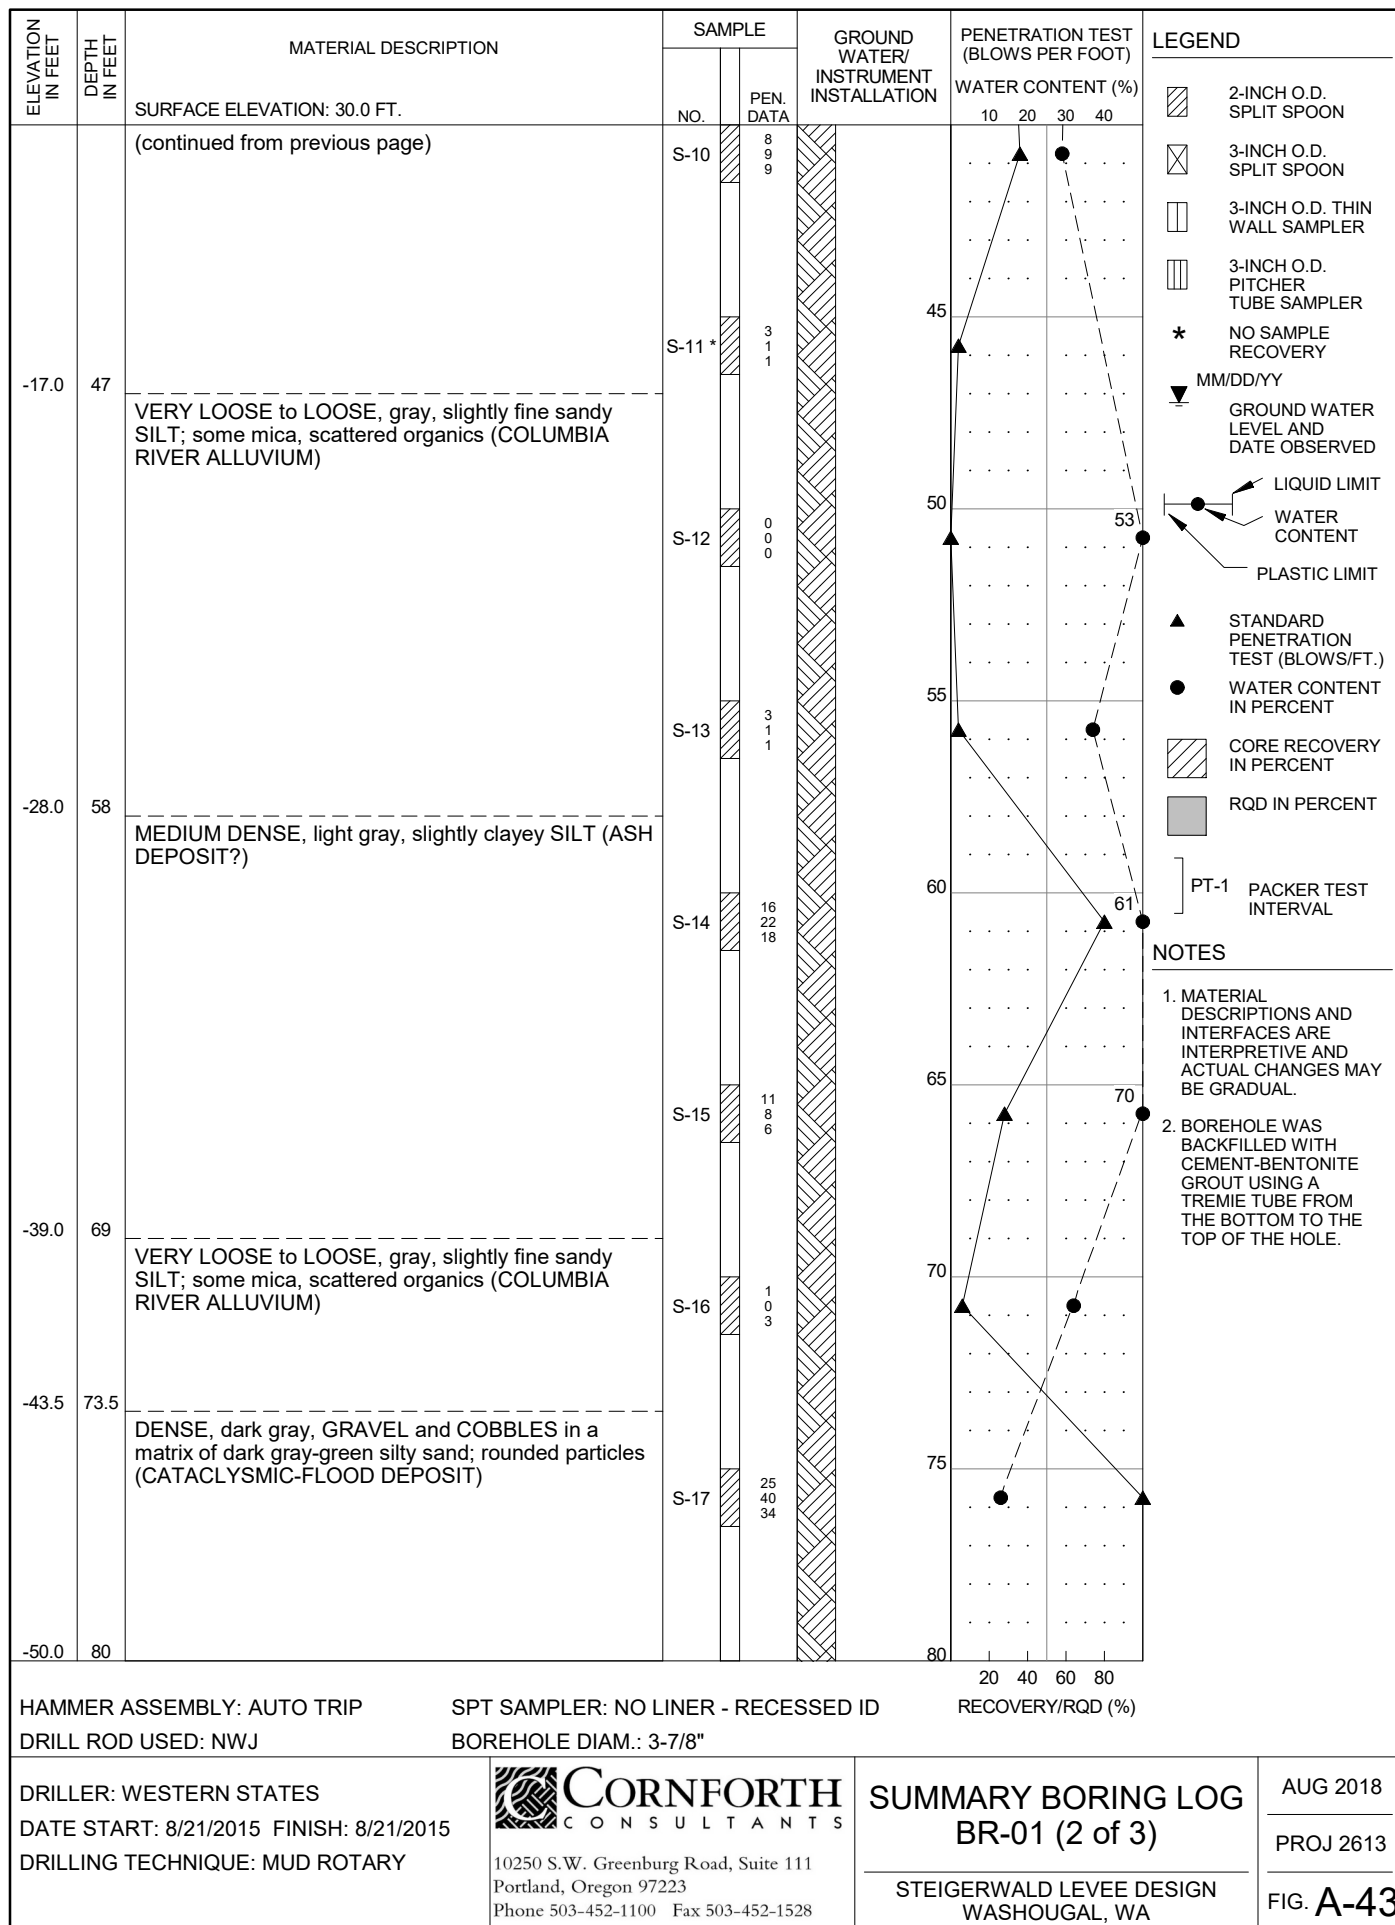 ELEVATION
IN FEET
DEPTH
IN FEET
MATERIAL DESCRIPTION
SURFACE ELEVATION: 30.0 FT.
SAMPLE
NO.
PEN.
DATA
GROUND
WATER/
INSTRUMENT
INSTALLATION
PENETRATION TEST
(BLOWS PER FOOT)
WATER CONTENT (%)
10 20 30 40
(continued from previous page)
S-10
8
9
9
45
S-11 *
3
1
1
-17.0 47
VERY LOOSE to LOOSE, gray, slightly fine sandy
SILT; some mica, scattered organics (COLUMBIA
RIVER ALLUVIUM)
50
53
S-12
0
0
0
55
S-13
3
1
1
-28.0 58
MEDIUM DENSE, light gray, slightly clayey SILT (ASH
DEPOSIT?)
60
61
S-14
16
22
18
65
70
S-15
11
8
6
-39.0 69
VERY LOOSE to LOOSE, gray, slightly fine sandy
SILT; some mica, scattered organics (COLUMBIA
RIVER ALLUVIUM)
70
S-16
1
0
3
-43.5 73.5
DENSE, dark gray, GRAVEL and COBBLES in a
matrix of dark gray-green silty sand; rounded particles
(CATACLYSMIC-FLOOD DEPOSIT)
75
S-17
25
40
34
-50.0 80
80
20 40 60 80
RECOVERY/RQD (%)
LEGEND
2-INCH O.D.
SPLIT SPOON
3-INCH O.D.
SPLIT SPOON
3-INCH O.D. THIN
WALL SAMPLER
3-INCH O.D.
PITCHER
TUBE SAMPLER
* NO SAMPLE
RECOVERY
MM/DD/YY
GROUND WATER
LEVEL AND
DATE OBSERVED
LIQUID LIMIT
WATER
CONTENT
PLASTIC LIMIT
STANDARD
PENETRATION
TEST (BLOWS/FT.)
WATER CONTENT
IN PERCENT
CORE RECOVERY
IN PERCENT
RQD IN PERCENT
PT-1 PACKER TEST
INTERVAL
NOTES
1. MATERIAL
DESCRIPTIONS AND
INTERFACES ARE
INTERPRETIVE AND
ACTUAL CHANGES MAY
BE GRADUAL.
2. BOREHOLE WAS
BACKFILLED WITH
CEMENT-BENTONITE
GROUT USING A
TREMIE TUBE FROM
THE BOTTOM TO THE
TOP OF THE HOLE.
HAMMER ASSEMBLY: AUTO TRIP
SPT SAMPLER: NO LINER - RECESSED ID
DRILL ROD USED: NWJ
BOREHOLE DIAM.: 3-7/8"
DRILLER: WESTERN STATES
DATE START: 8/21/2015 FINISH: 8/21/2015
DRILLING TECHNIQUE: MUD ROTARY
CORNFORTH
CONSULTANTS
10250 S.W. Greenburg Road, Suite 111
Portland, Oregon 97223
Phone 503-452-1100 Fax 503-452-1528
SUMMARY BORING LOG
BR-01 (2 of 3)
STEIGERWALD LEVEE DESIGN
WASHOUGAL, WA
AUG 2018
PROJ 2613
FIG. A-43